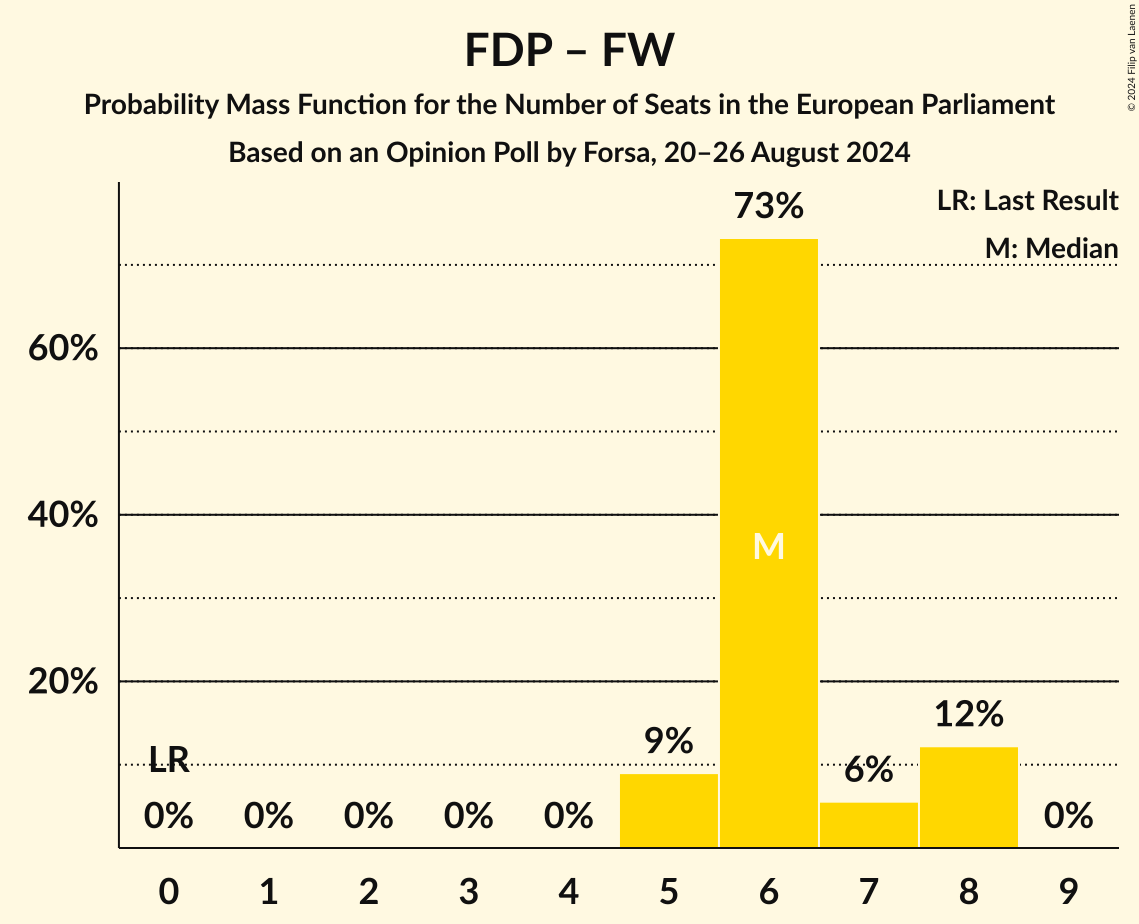 FDP – FW
Probability Mass Function for the Number of Seats in the European Parliament
Based on an Opinion Poll by Forsa, 20–26 August 2024
© 2024 Filip van Laenen
LR: Last Result
M: Median
73%
60%
40%
20%
M
LR
0%
0%
0%
0%
0%
9%
6%
12%
0%
0
1
2
3
4
5
6
7
8
9